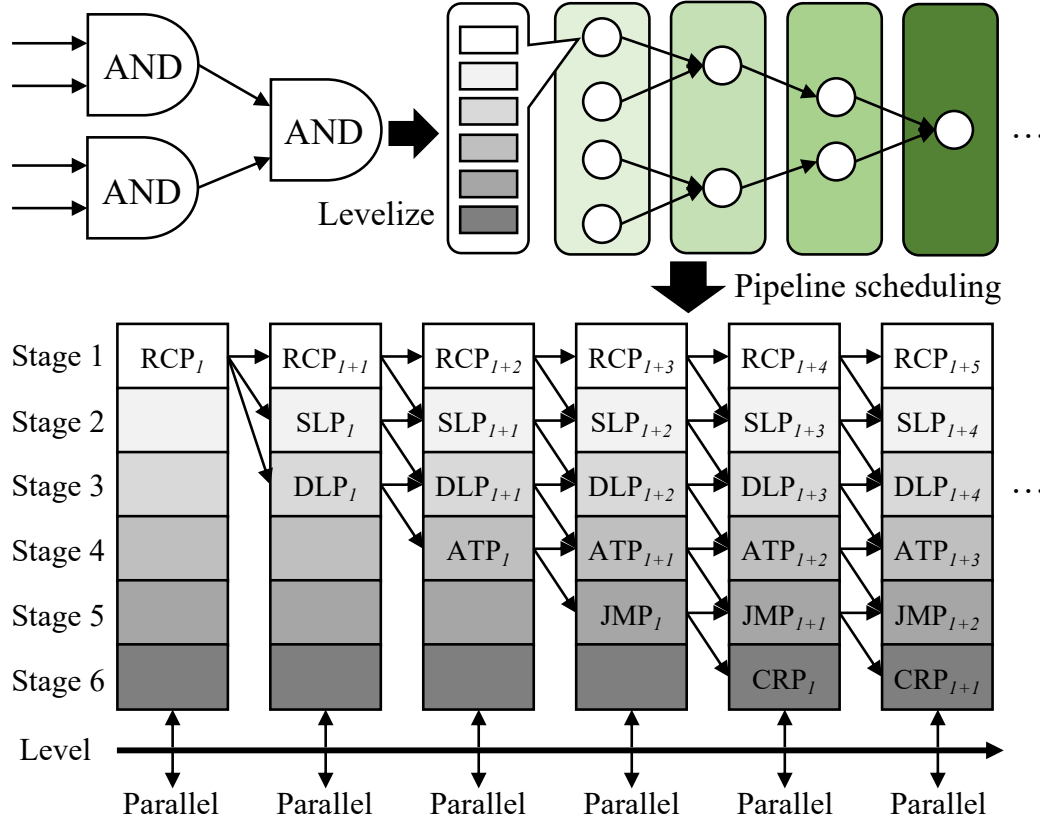 AND
AND
AND
Levelize
...
Pipeline scheduling
Stage 1 RCP1 RCP1+1 RCP1+2 RCP1+3 RCP1+4 RCP1+5
Stage 2 SLP1 SLP1+1 SLP1+2 SLP1+3 SLP1+4
Stage 3 DLP1 DLP1+1 DLP1+2 DLP1+3 DLP1+4 ...
Stage 4 ATP1 ATP1+1 ATP1+2 ATP1+3
Stage 5 JMP1 JMP1+1 JMP1+2
Stage 6 CRP1 CRP1+1
Level
Parallel Parallel Parallel Parallel Parallel Parallel